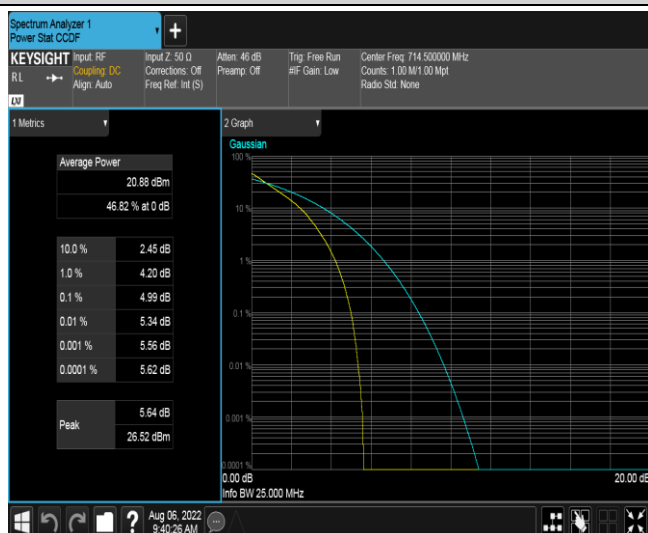 Spectrum Analyzer 1
Power Stat CCDF
KEYSIGHT
RL
LXI
Input: RF
Coupling: DC
Align: Auto
Input Z: 50 Ω
Corrections: Off
Freq Ref: Int (S)
Atten: 46 dB
Preamp: Off
Trig: Free Run
#IF Gain: Low
Center Freq: 714.500000 MHz
Counts: 1.00 M/1.00 Mpt
Radio Std: None
1 Metrics
Average Power
20.88 dBm
46.82 % at 0 dB
10.0 % 2.45 dB
1.0 % 4.20 dB
0.1 % 4.99 dB
0.01 % 5.34 dB
0.001 % 5.56 dB
0.0001 % 5.62 dB
Peak
5.64 dB
26.52 dBm
2 Graph
Gaussian
100 %
10 %
1 %
0.1 %
0.01 %
0.001 %
0.0001 %
0.00 dB
20.00 dB
Info BW 25.000 MHz
?
Aug 06, 2022
9:40:26 AM